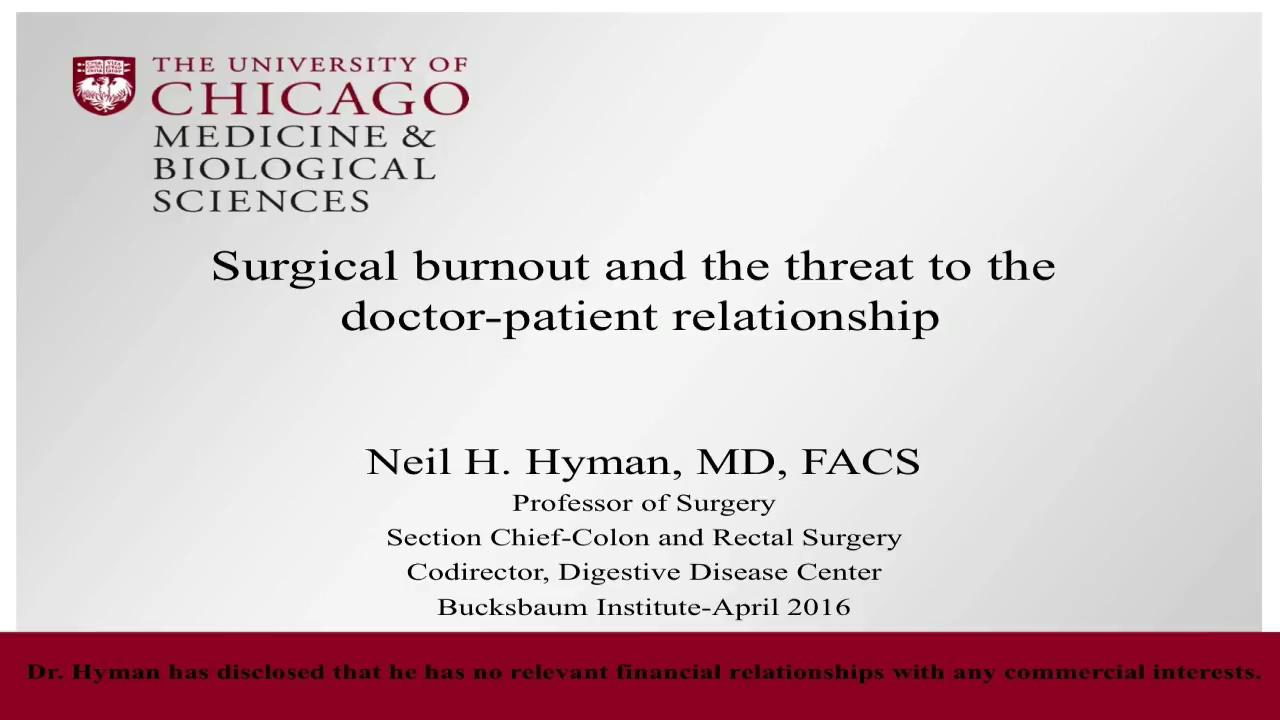 THE UNIVERSITY OF
CHICAGO
MEDICINE &
BIOLOGICAL
SCIENCES
Surgical burnout and the threat to the
doctor-patient relationship
Neil H. Hyman, MD, FACS
Professor of Surgery
Section Chief-Colon and Rectal Surgery
Codirector, Digestive Disease Center
Bucksbaum Institute-April 2016
Dr. Hyman has disclosed that he has no relevant financial relationships with any commercial interests.